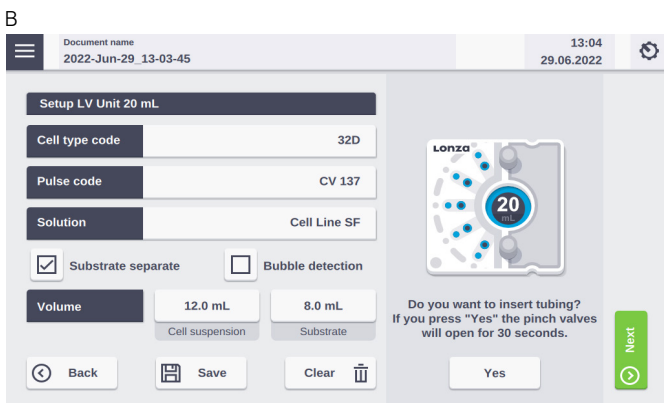 B
Document name
2022-Jun-29_13-03-45
13:04
29.06.2022
Setup LV Unit 20 mL
Cell type code
32D
Pulse code
CV 137
Solution
Cell Line SF
Substrate separate
Bubble detection
Volume
12.0 mL
8.0 mL
Cell suspension
Substrate
Back
Save
Clear
Lonza
20
mL
Do you want to insert tubing?
If you press "Yes" the pinch valves
will open for 30 seconds.
Yes
Next